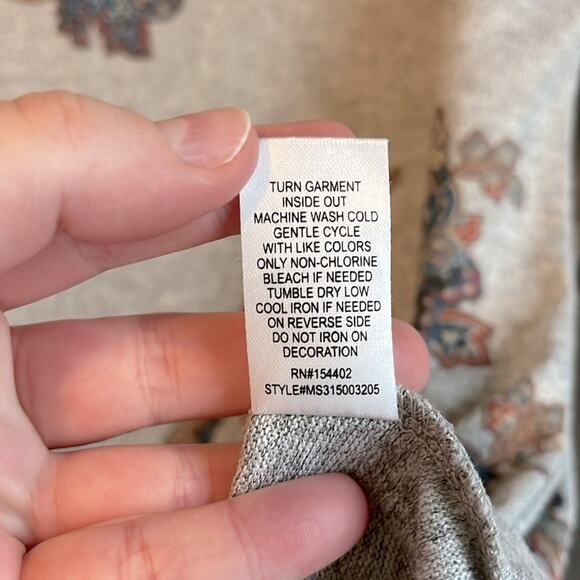 TURN GARMENT
INSIDE OUT
MACHINE WASH COLD
GENTLE CYCLE
WITH LIKE COLORS
ONLY NON-CHLORINE
BLEACH IF NEEDED
TUMBLE DRY LOW
COOL IRON IF NEEDED
ON REVERSE SIDE
DO NOT IRON ON
DECORATION
RN#154402
STYLE#MS315003205